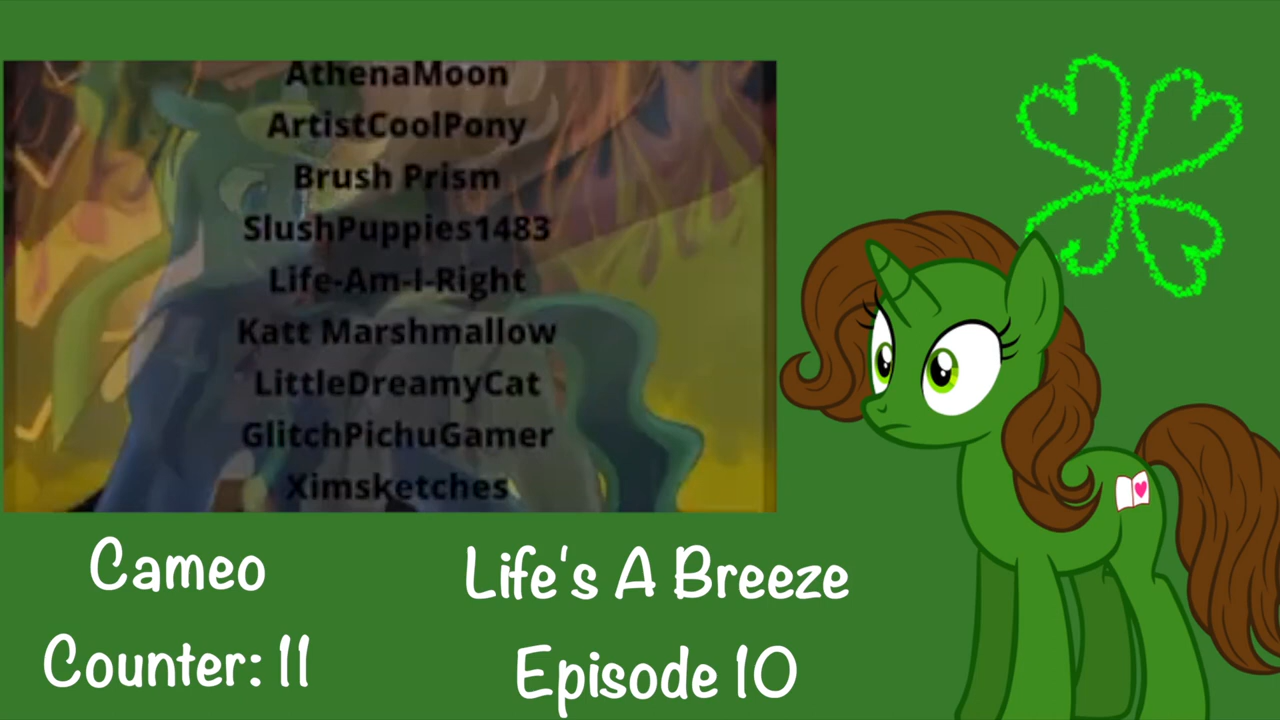 AthenaMoon
ArtistCoolPony
Brush Prism
SlushPuppies1483
Life-Am-I-Right
Katt Marshmallow
LittleDreamyCat
GlitchPichuGamer
Ximsketches
Cameo
Counter: 11
Life's A Breeze
Episode 10